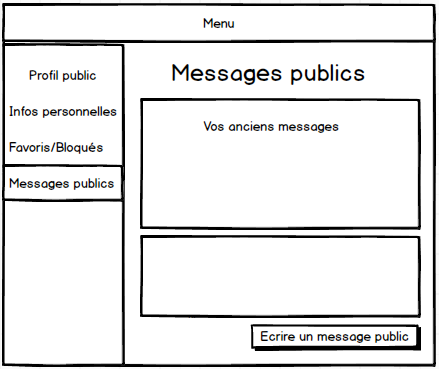 Menu
Profil public
Infos personnelles
Favoris/Bloqués
Messages publics
Messages publics
Vos anciens messages
Ecrire un message public